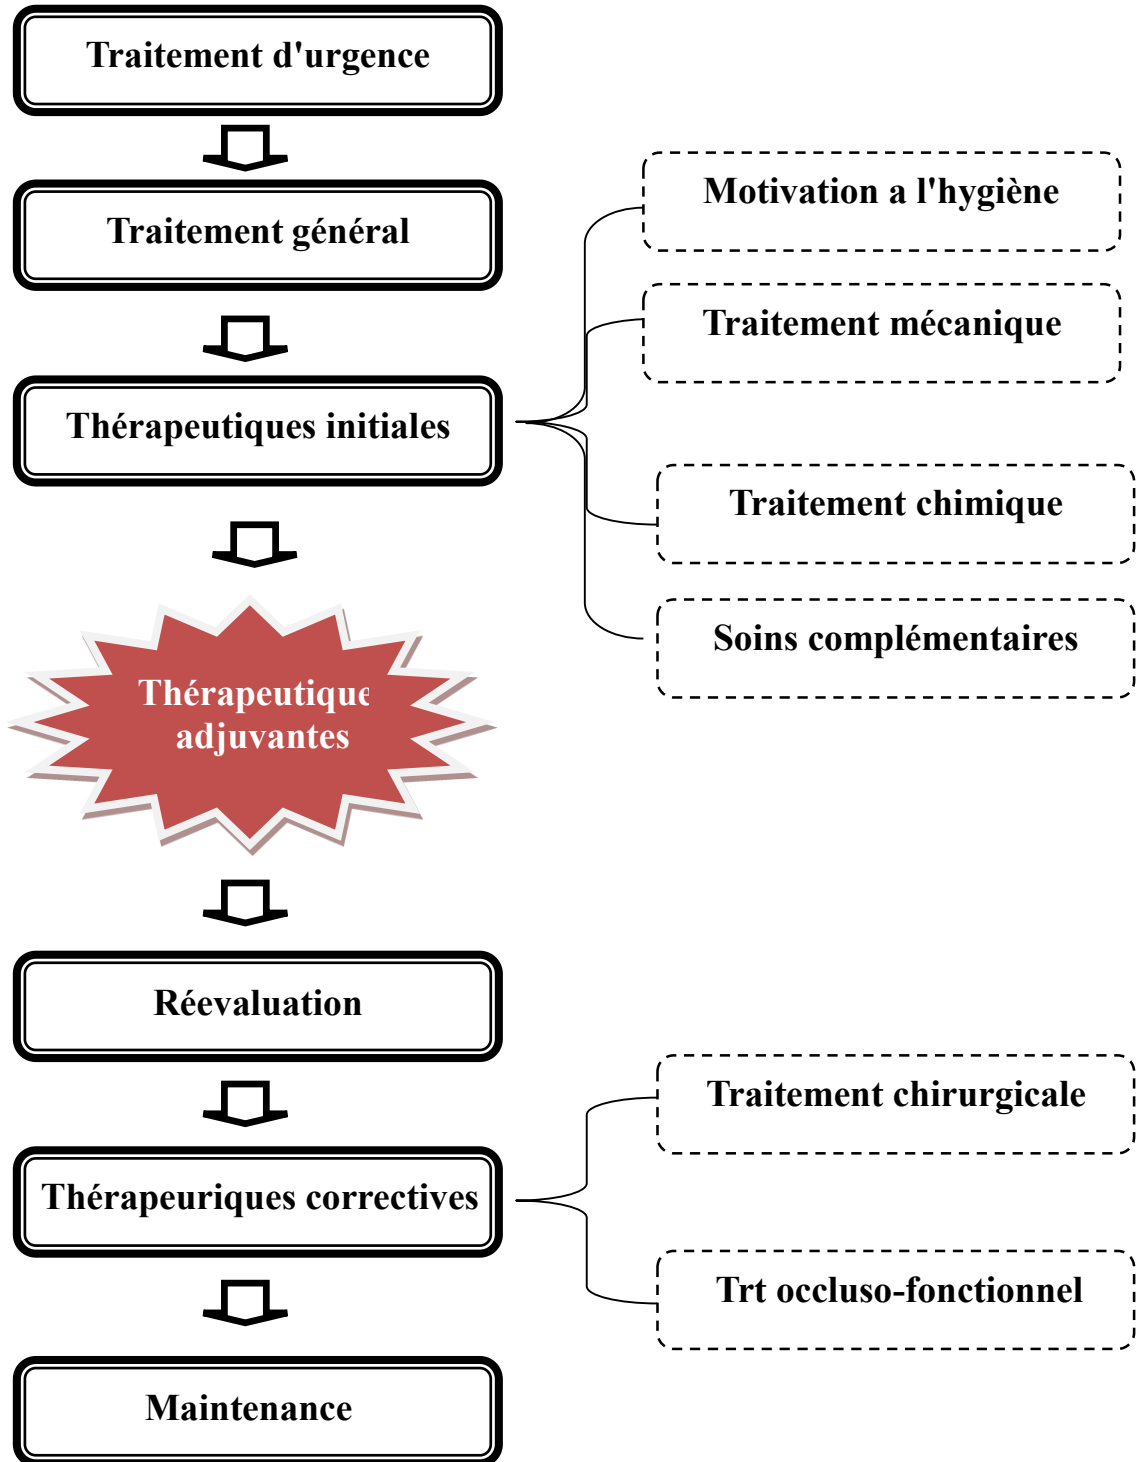 Traitement d'urgence
Traitement général
Motivation a l'hygiène
Traitement mécanique
Thérapeutiques initiales
Traitement chimique
Soins complémentaires
Thérapeutique
adjuvantes
Réevaluation
Traitement chirurgicale
Thérapeuriques correctives
Trt occluso-fonctionnel
Maintenance